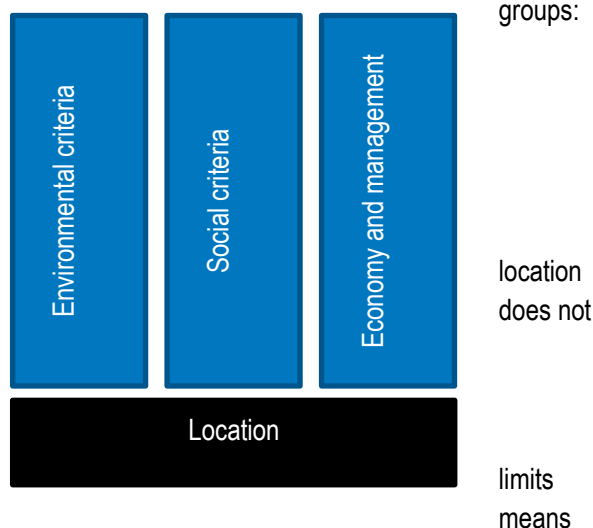 groups:
Environmental criteria
Social criteria
Economy and management
location
does not
Location
limits
means